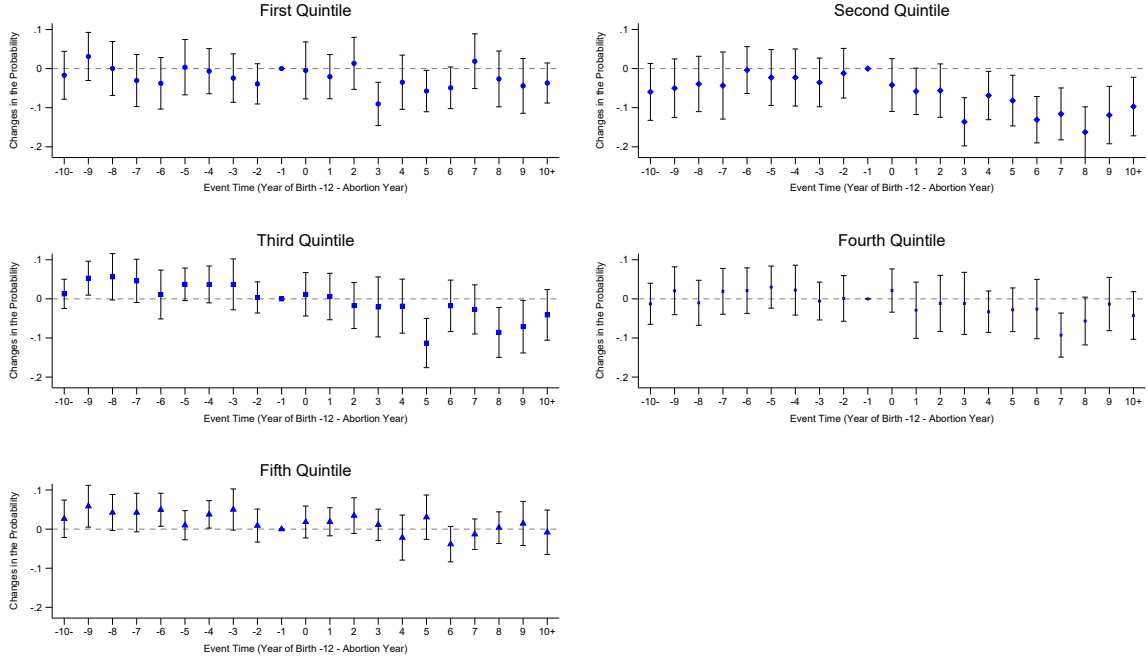 First Quintile
Changes in the Probability
.1
0
-.1
-.2
-10- -9 -8 -7 -6 -5 -4 -3 -2 -1 0 1 2 3 4 5 6 7 8 9 10+
Event Time (Year of Birth -12 - Abortion Year)
Second Quintile
Changes in the Probability
.1
0
-.1
-.2
-10- -9 -8 -7 -6 -5 -4 -3 -2 -1 0 1 2 3 4 5 6 7 8 9 10+
Event Time (Year of Birth -12 - Abortion Year)
Third Quintile
Changes in the Probability
.1
0
-.1
-.2
-10- -9 -8 -7 -6 -5 -4 -3 -2 -1 0 1 2 3 4 5 6 7 8 9 10+
Event Time (Year of Birth -12 - Abortion Year)
Fourth Quintile
Changes in the Probability
.1
0
-.1
-.2
-10- -9 -8 -7 -6 -5 -4 -3 -2 -1 0 1 2 3 4 5 6 7 8 9 10+
Event Time (Year of Birth -12 - Abortion Year)
Fifth Quintile
Changes in the Probability
.1
0
-.1
-.2
-10- -9 -8 -7 -6 -5 -4 -3 -2 -1 0 1 2 3 4 5 6 7 8 9 10+
Event Time (Year of Birth -12 - Abortion Year)